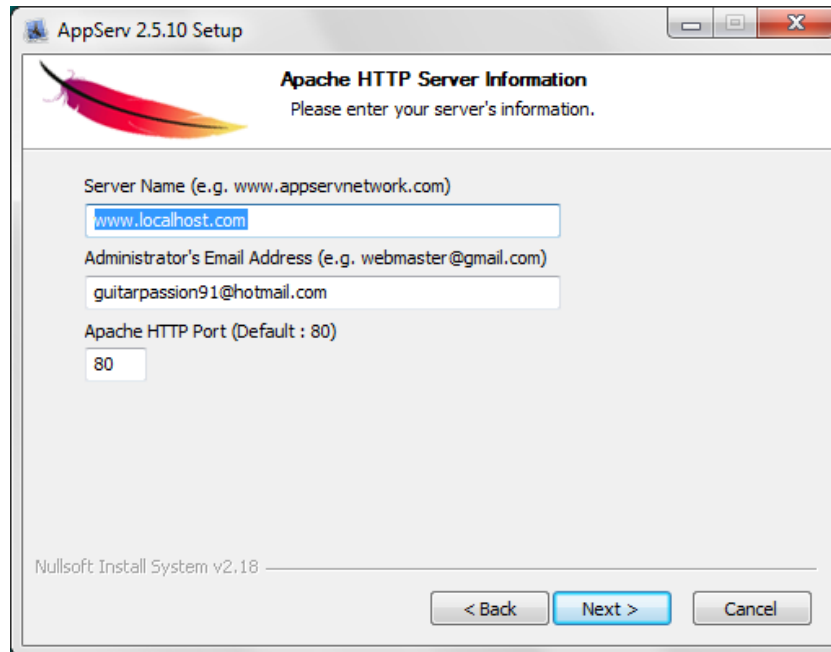 AppServ 2.5.10 Setup
Apache HTTP Server Information
Please enter your server's information.
Server Name (e.g. www.appservnetwork.com)
www.localhost.com
Administrator's Email Address (e.g. webmaster@gmail.com)
guitarpassion91@hotmail.com
Apache HTTP Port (Default : 80)
80
Nullsoft Install System v2.18
< Back Next > Cancel